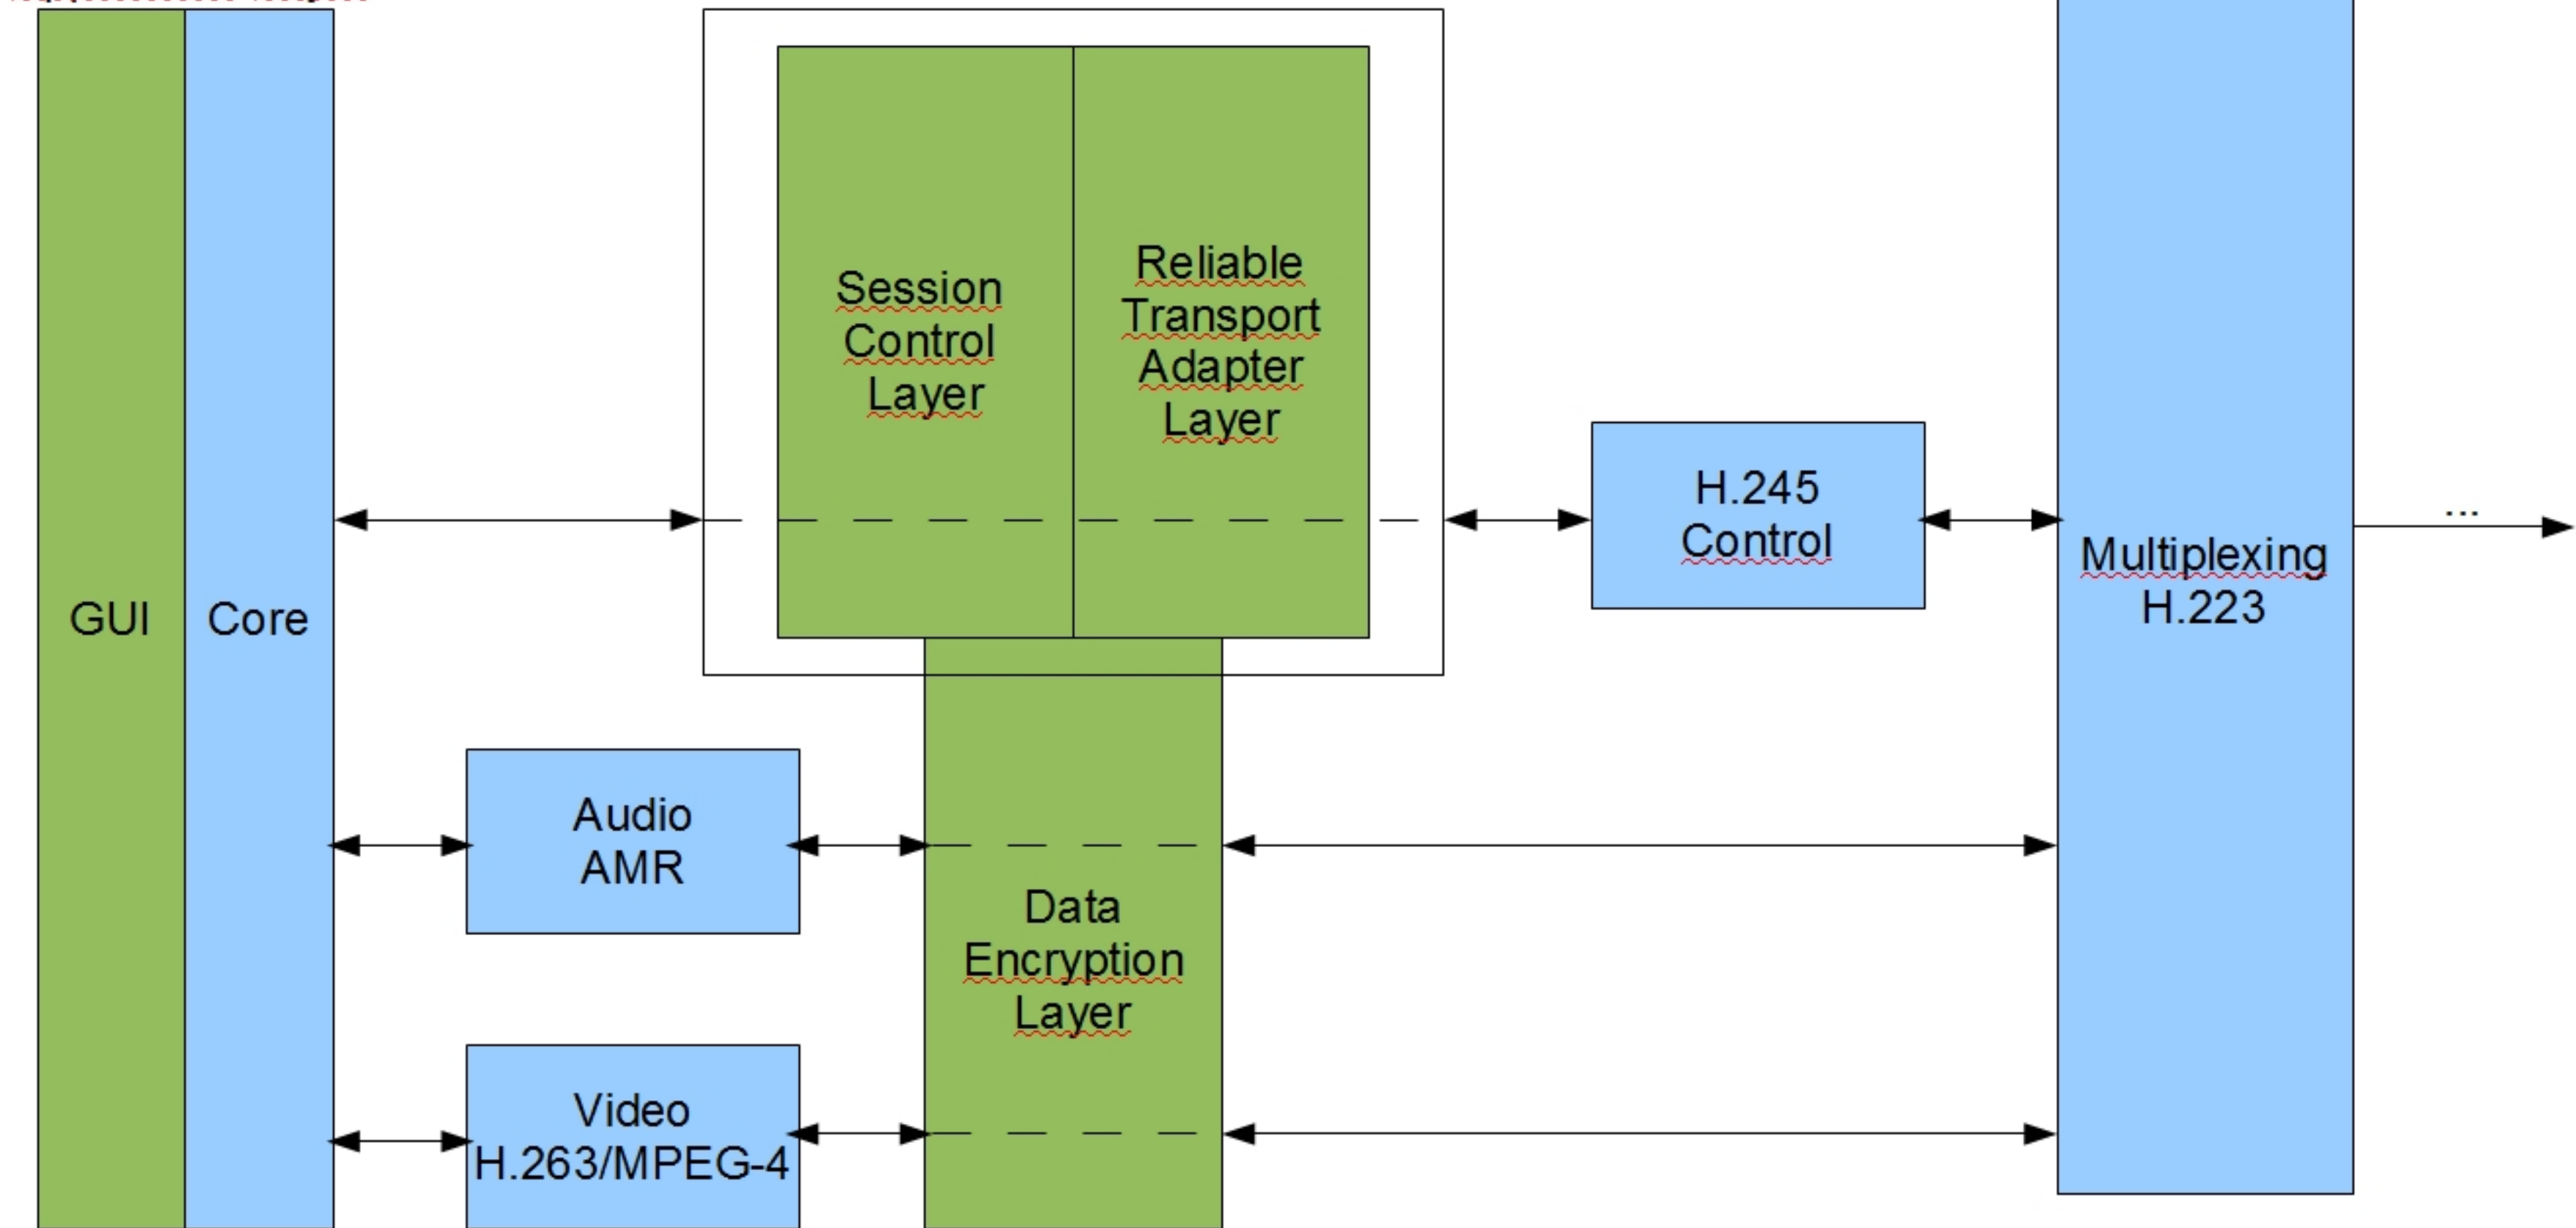 GUI
Core
Session
Control
Layer
Reliable
Transport
Adapter
Layer
H.245
Control
Multiplexing
H.223
...
Audio
AMR
Data
Encryption
Layer
Video
H.263/MPEG-4